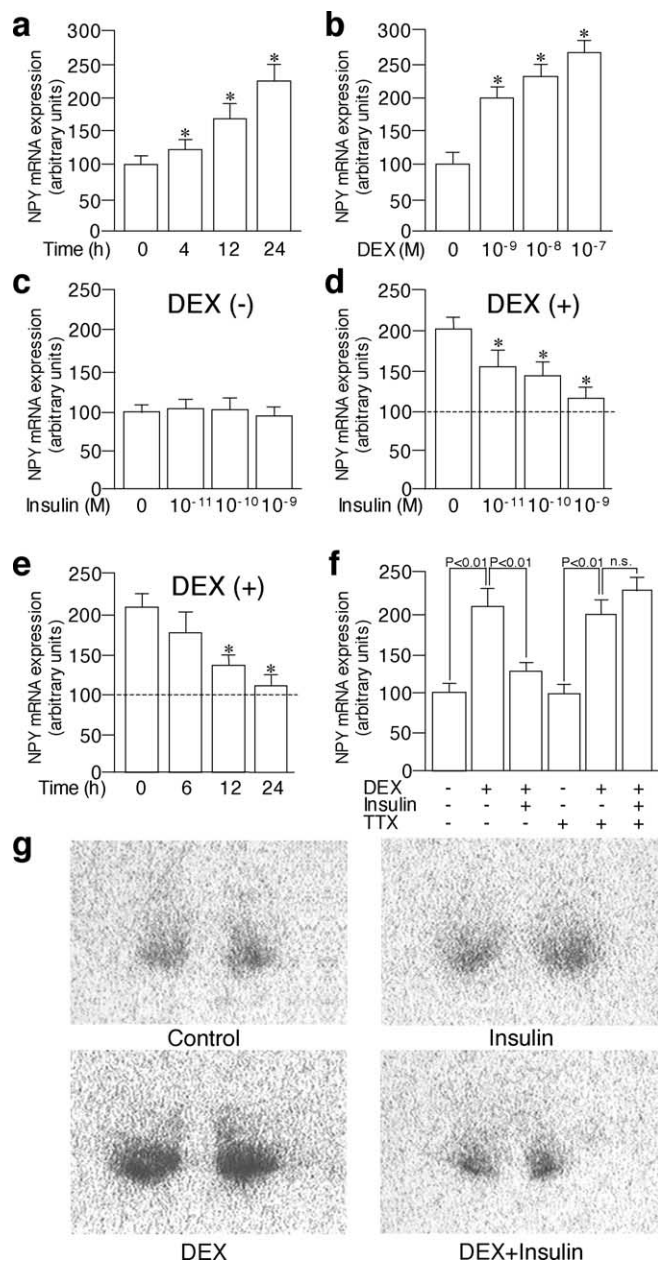 a
NPY mRNA expression
(arbitrary units)
300
250
200
150
100
50
0
* * *
Time (h) 0 4 12 24
b
NPY mRNA expression
(arbitrary units)
300
250
200
150
100
50
0
* * *
DEX (M) 0 10-9 10-8 10-7
c
DEX (-)
NPY mRNA expression
(arbitrary units)
250
200
150
100
50
0
Insulin (M) 0 10-11 10-10 10-9
d
DEX (+)
NPY mRNA expression
(arbitrary units)
250
200
150
100
50
0
* * *
Insulin (M) 0 10-11 10-10 10-9
e
DEX (+)
NPY mRNA expression
(arbitrary units)
250
200
150
100
50
0
* *
Time (h) 0 6 12 24
f
NPY mRNA expression
(arbitrary units)
250
200
150
100
50
0
P<0.01 P<0.01 P<0.01 n.s.
DEX - + + - + +
Insulin - - + - - +
TTX - - - + + +
g
Control Insulin
DEX DEX+Insulin